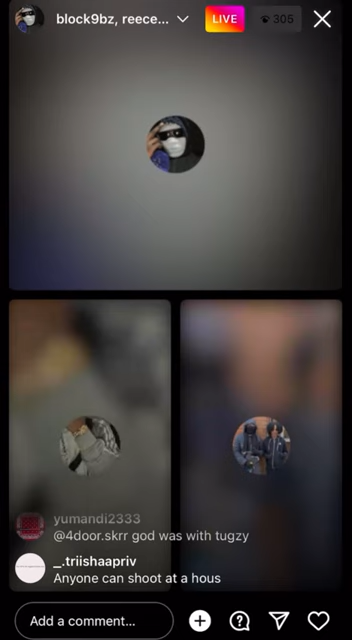 block9bz, reece...
LIVE
305
yumandi2333
@4door.skrr god was with tugzy
_.triishaapriv
Anyone can shoot at a hous
Add a comment...